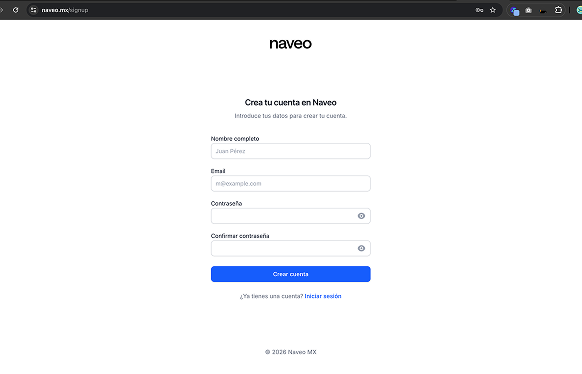 naveo.mx/signup
naveo
Crea tu cuenta en Naveo
Introduce tus datos para crear tu cuenta.
Nombre completo
Juan Pérez
Email
m@example.com
Contraseña
Confirmar contraseña
Crear cuenta
¿Ya tienes una cuenta? Iniciar sesión
© 2026 Naveo MX